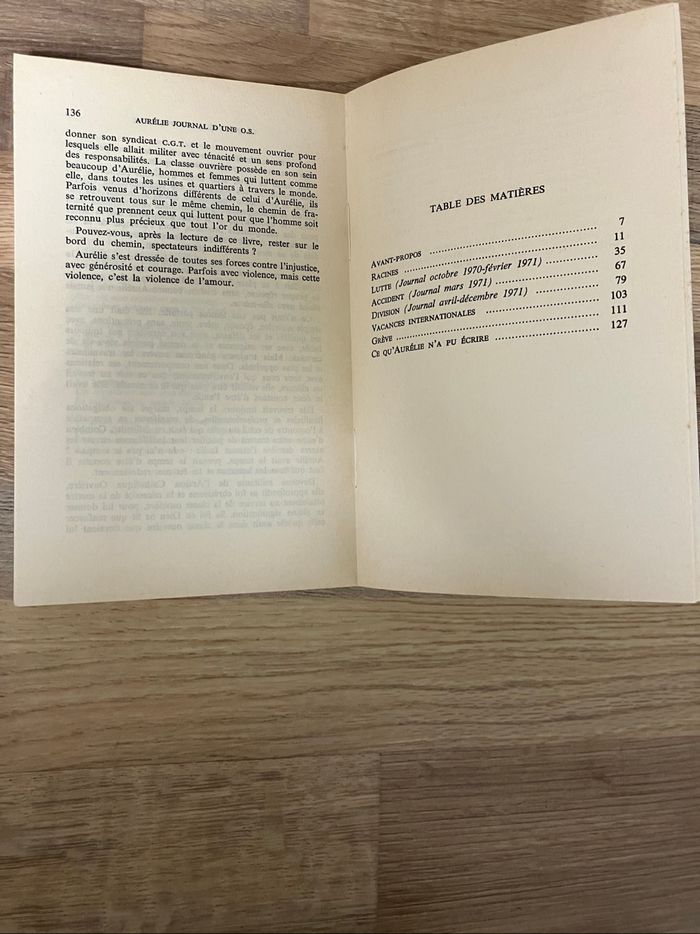 136
AURÉLIE JOURNAL D'UNE O.S.
donner son syndicat C.G.T. et le mouvement ouvrier pour
lesquels elle allait militer avec ténacité et un sens profond
des responsabilités. La classe ouvrière possède en son sein
beaucoup d'Aurélie, hommes et femmes qui luttent comme
elle, dans toutes les usines et quartiers à travers le monde.
Parfois venus d'horizons différents de celui d'Aurélie, ils
se retrouvent tous sur le même chemin, le chemin de fra-
ternité que prennent ceux qui luttent pour que l'homme soit
reconnu plus précieux que tout l'or du monde.
Pouvez-vous, après la lecture de ce livre, rester sur le
bord du chemin, spectateurs indifférents ?
Aurélie s'est dressée de toutes ses forces contre l'injustice,
avec générosité et courage. Parfois avec violence, mais cette
violence, c'est la violence de l'amour.
TABLE DES MATIÈRES
AVANT-PROPOS 7
RACINES 11
LUTTE (Journal octobre 1970-février 1971) 35
ACCIDENT (Journal mars 1971) 67
DIVISION (Journal avril-décembre 1971) 79
VACANCES INTERNATIONALES 103
GRÈVE 111
CE QU'AURÉLIE N'A PU ÉCRIRE 127